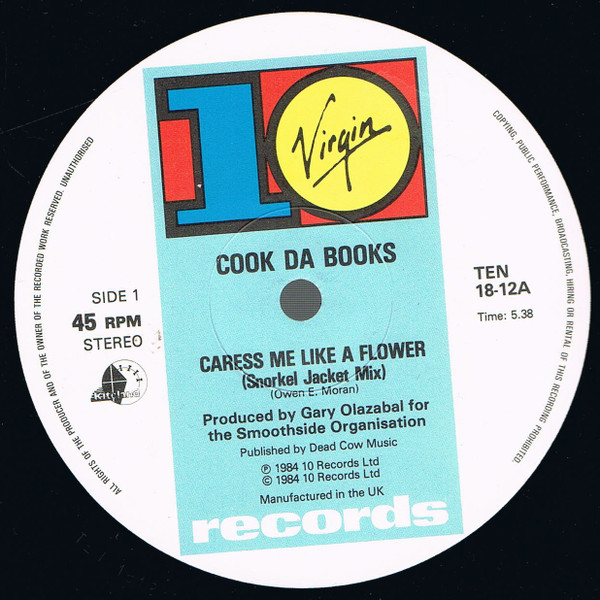 10
Virgin
COOK DA BOOKS
SIDE 1
45 RPM
STEREO
Kitchwhd
TEN
18-12A
Time: 5.38
CARESS ME LIKE A FLOWER
(Snorkel Jacket Mix)
(Owen E. Moran)
Produced by Gary Olazabal for
the Smoothside Organisation
Published by Dead Cow Music
℗ 1984 10 Records Ltd
© 1984 10 Records Ltd
Manufactured in the UK
records
ALL RIGHTS OF THE PRODUCER AND OF THE OWNER OF THE RECORDED WORK RESERVED. UNAUTHORISED
COPYING, PUBLIC PERFORMANCE, BROADCASTING, HIRING OR RENTAL OF THIS RECORDING PROHIBITED.